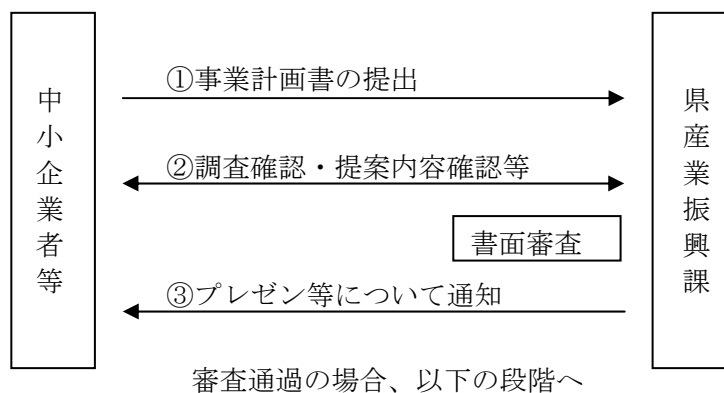 中小企業者等
①事業計画書の提出
②調査確認・提案内容確認等
書面審査
③プレゼン等について通知
県産業振興課
審査通過の場合、以下の段階へ